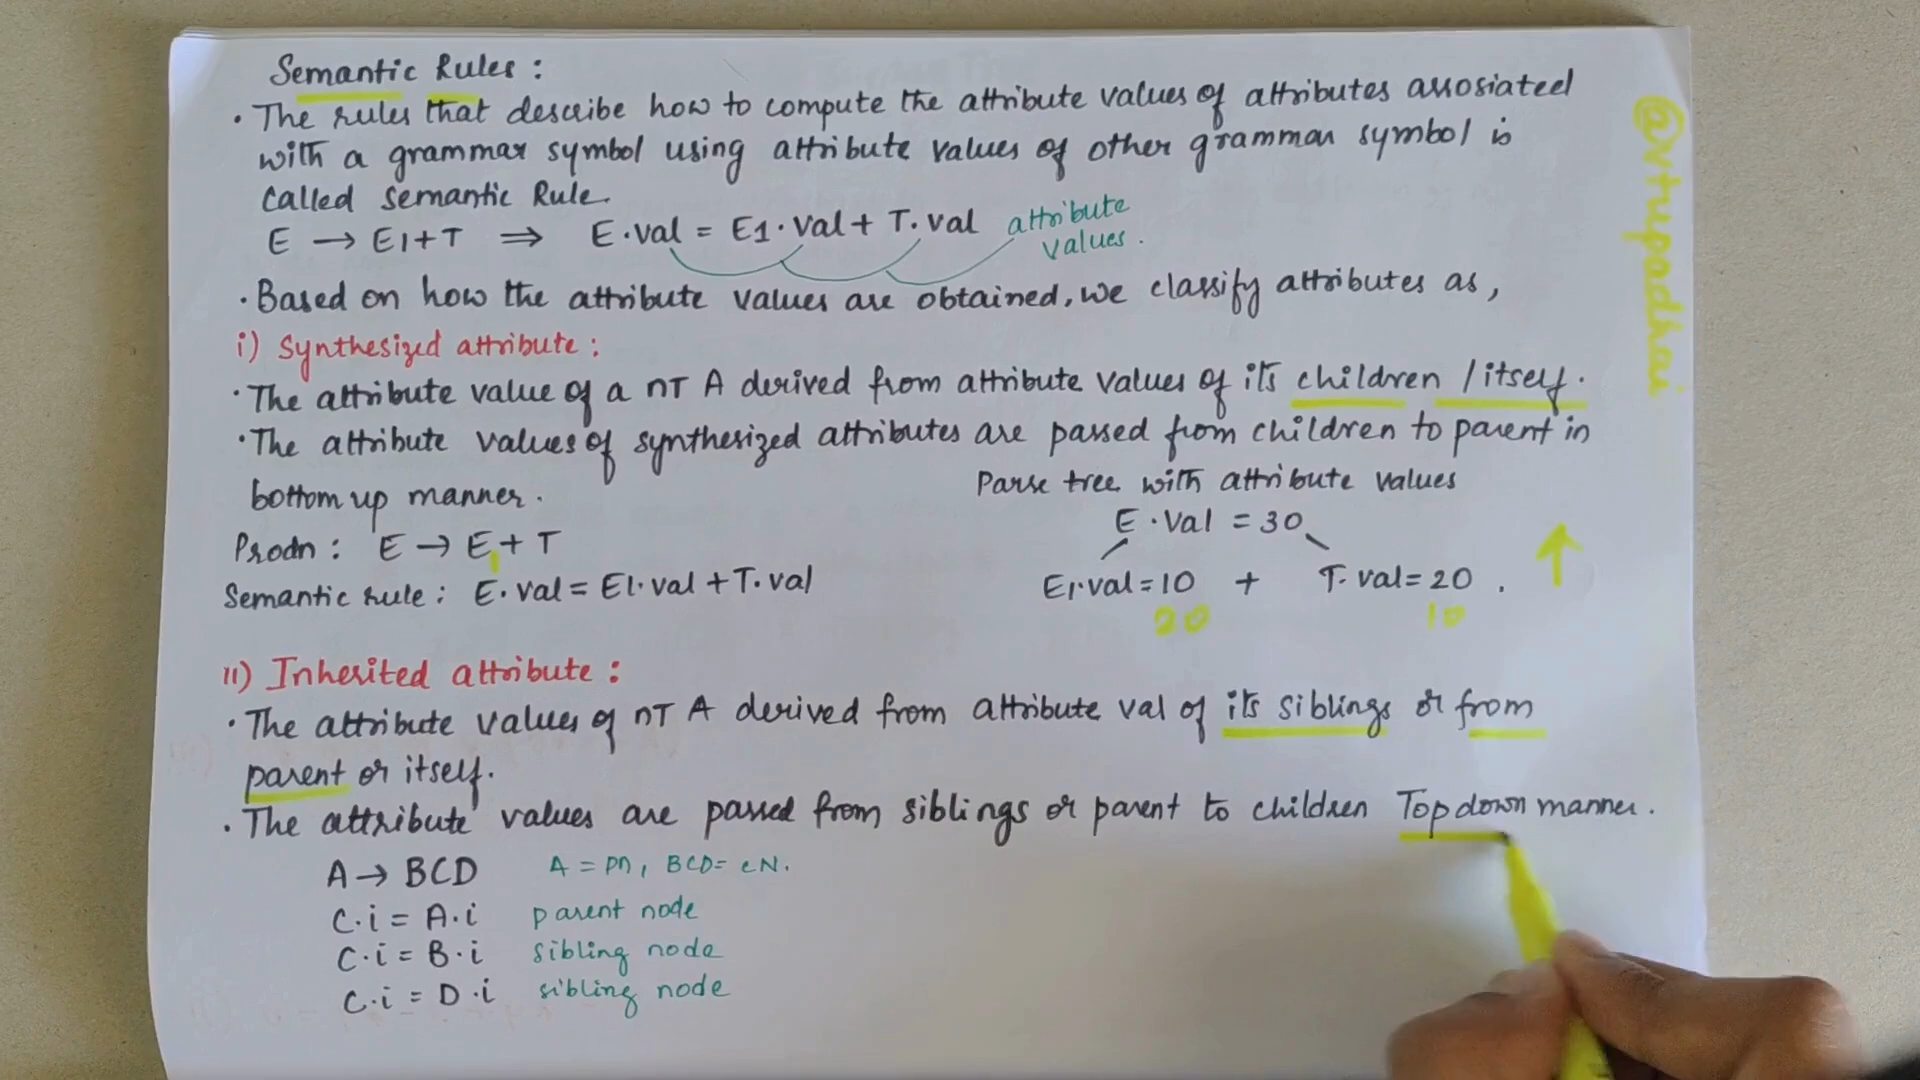 Semantic Rules :
• The rules that describe how to compute the attribute values of attributes assosiated
with a grammar symbol using attribute values of other grammar symbol is
Called semantic Rule.
E → E1+T ⇒ E.val = E1.val + T.val attribute
values.
• Based on how the attribute values are obtained, we classify attributes as,
i) Synthesized attribute :
• The attribute value of a nT A derived from attribute values of it's children / itself.
• The attribute values of synthesized attributes are passed from children to parent in
bottom up manner.
Parse tree with attribute values
E.Val = 30
Prodn : E → E1 + T
E1.val=10 + T.val=20 .
Semantic rule : E.val = E1.val + T.val
20 10
II) Inherited attribute :
• The attribute values of nT A derived from attribute val of it's siblings or from
parent or itself.
• The attribute values are passed from siblings or parent to children Top down manner.
A → BCD A = Pn, BCD = CN.
C.i = A.i parent node
C.i = B.i sibling node
C.i = D.i sibling node
@vtupadhai